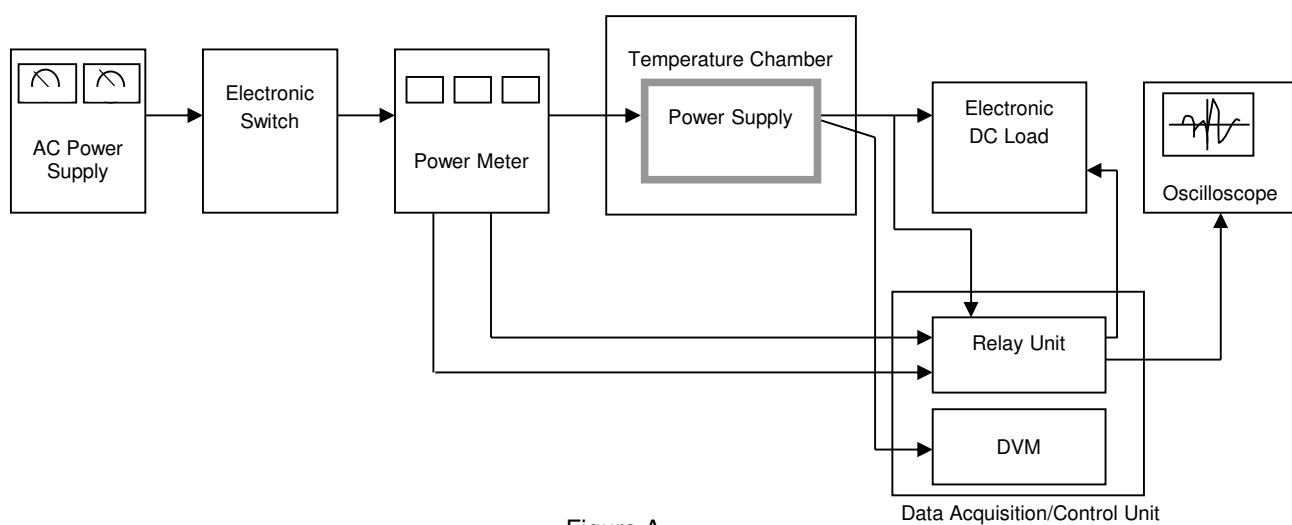 AC Power
Supply
Electronic
Switch
Power Meter
Temperature Chamber
Power Supply
Electronic
DC Load
Oscilloscope
Relay Unit
DVM
Data Acquisition/Control Unit
Figure A